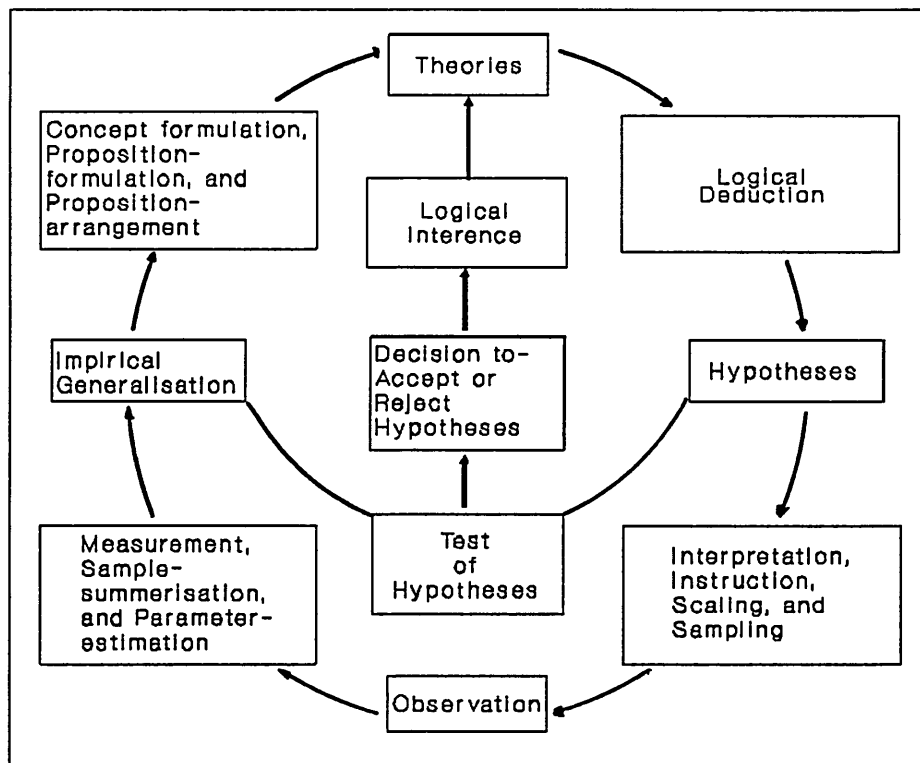 Theories
Concept formulation,
Proposition-
formulation, and
Proposition-
arrangement
Logical
Interence
Logical
Deduction
Impirical
Generalisation
Decision to-
Accept or
Reject
Hypotheses
Hypotheses
Measurement,
Sample-
summerisation,
and Parameter-
estimation
Test
of
Hypotheses
Interpretation,
Instruction,
Scaling, and
Sampling
Observation